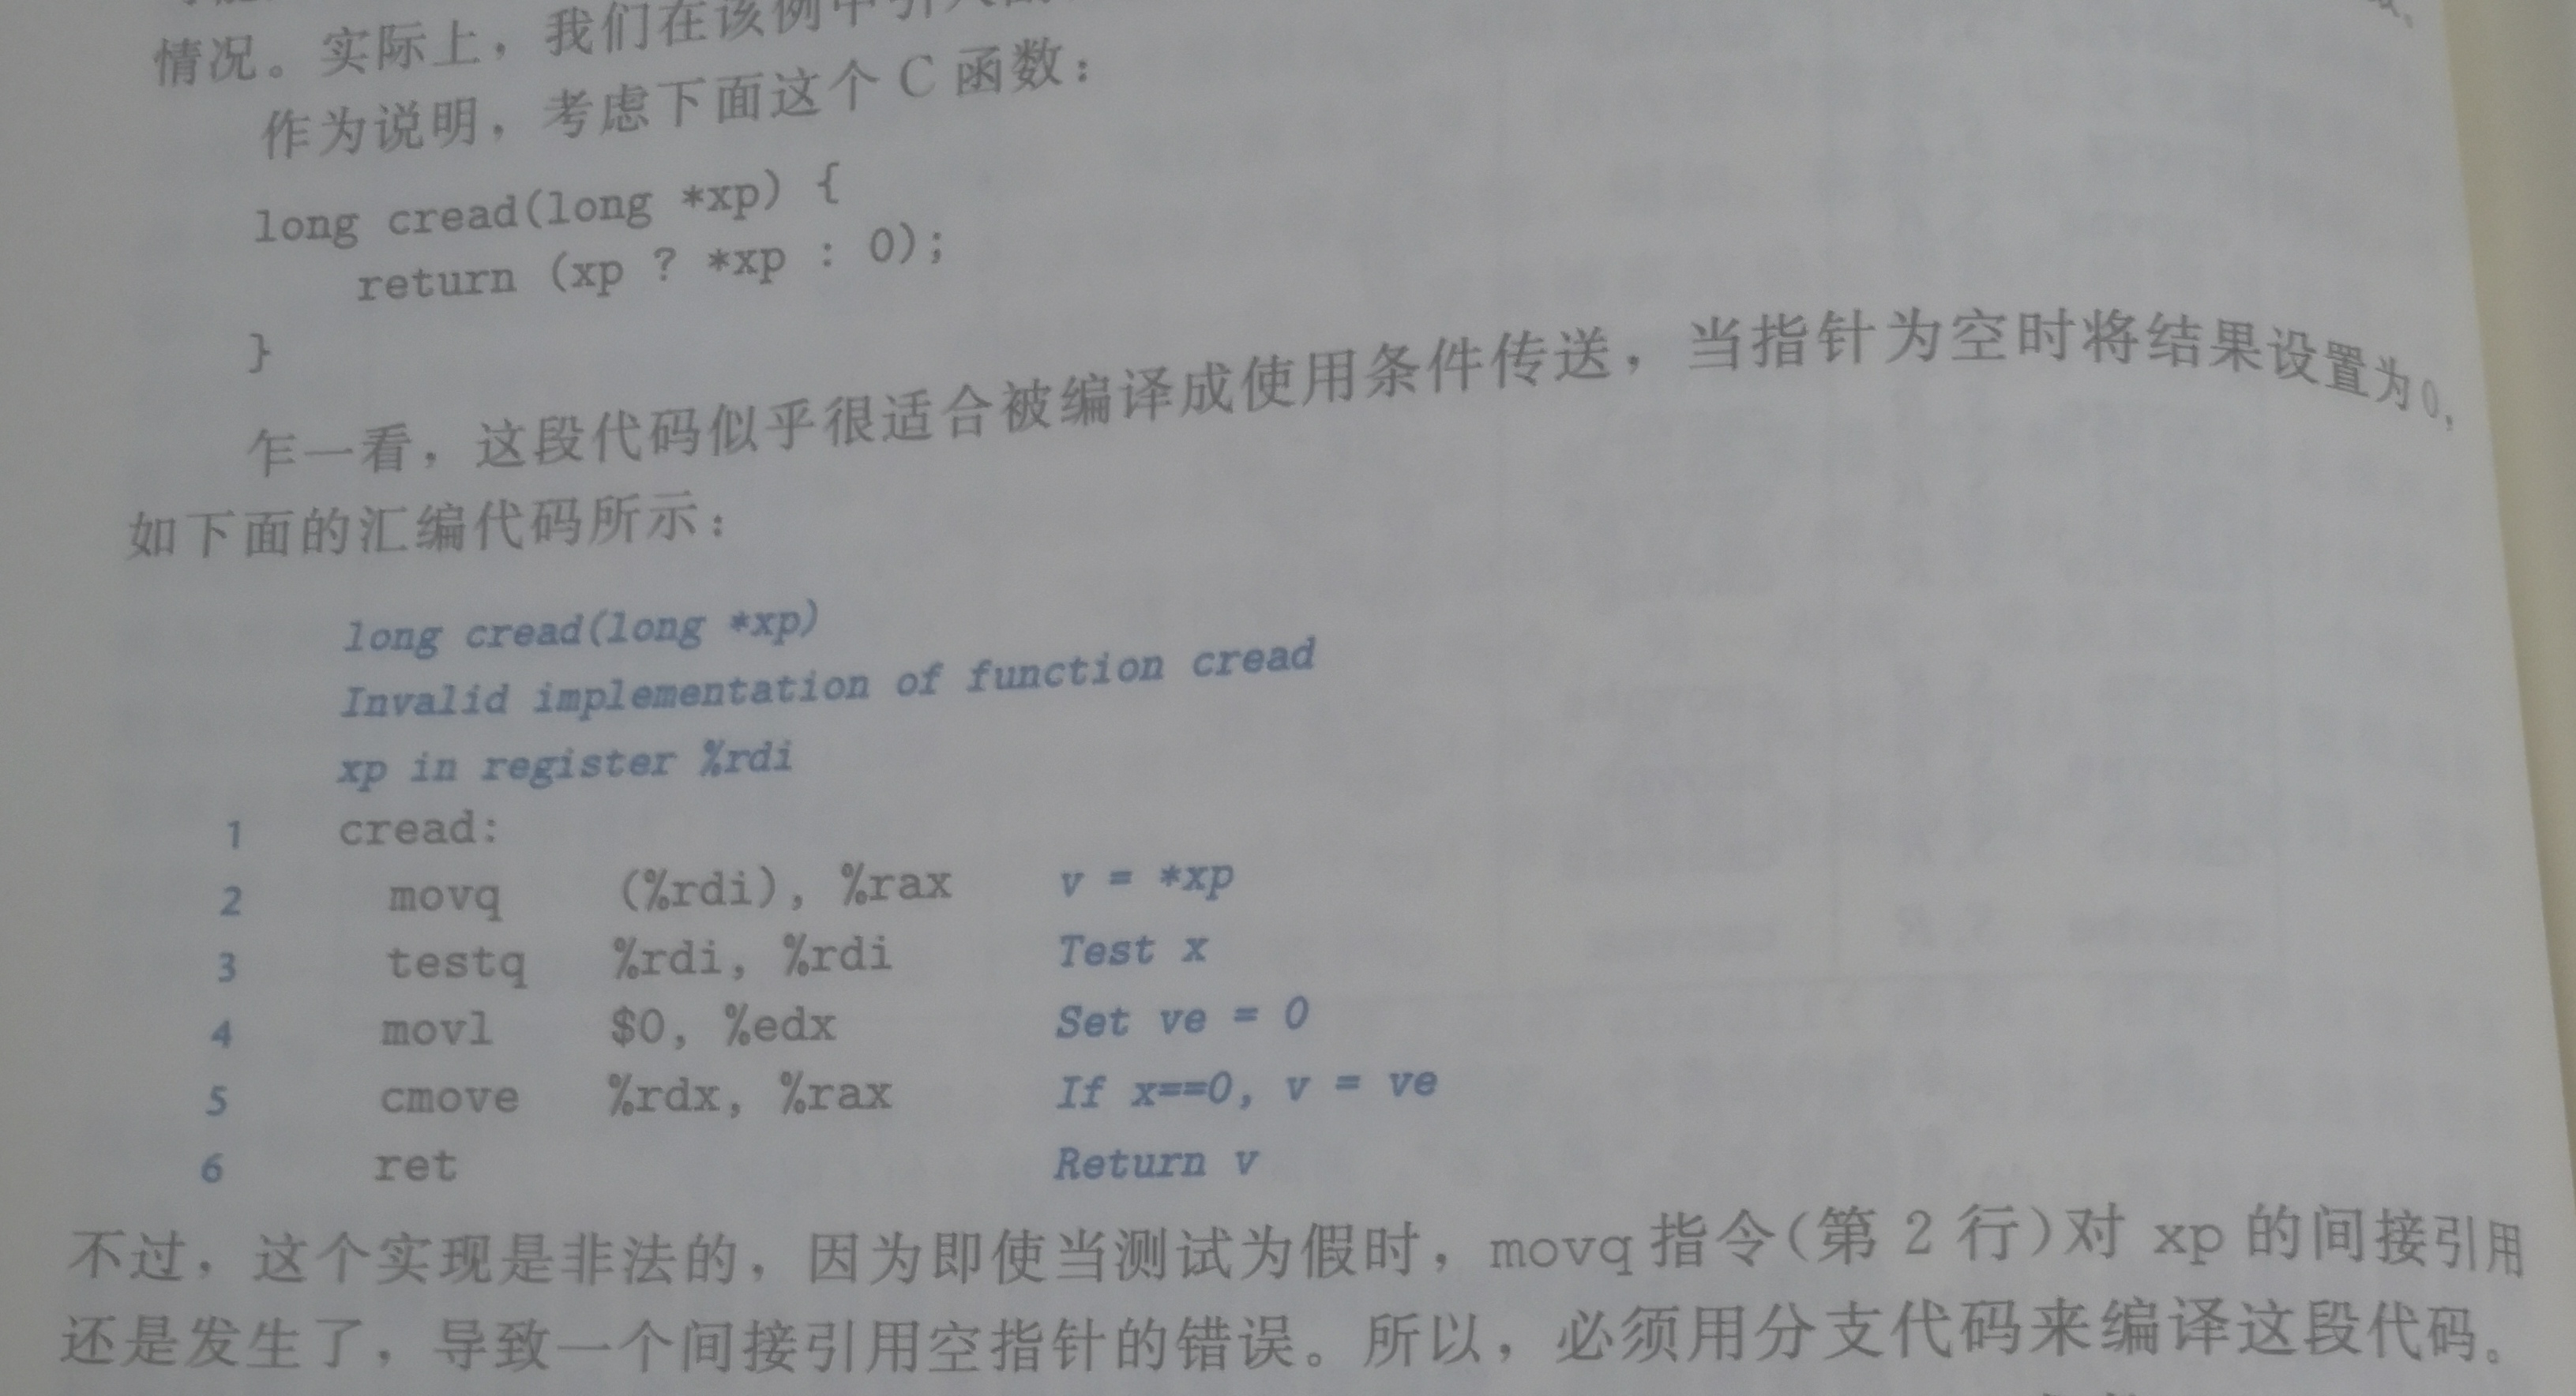 情况。实际上，我们在该例中引入
作为说明，考虑下面这个 C 函数：
long cread(long *xp) {
    return (xp ? *xp : 0);
}
乍一看，这段代码似乎很适合被编译成使用条件传送，当指针为空时将结果设置为0，
如下面的汇编代码所示：
long cread(long *xp)
Invalid implementation of function cread
xp in register %rdi
1 cread:
2 movq (%rdi), %rax v = *xp
3 testq %rdi, %rdi Test x
4 movl $0, %edx Set ve = 0
5 cmove %rdx, %rax If x==0, v = ve
6 ret Return v
不过，这个实现是非法的，因为即使当测试为假时，movq 指令(第 2 行)对 xp 的间接引用
还是发生了，导致一个间接引用空指针的错误。所以，必须用分支代码来编译这段代码。